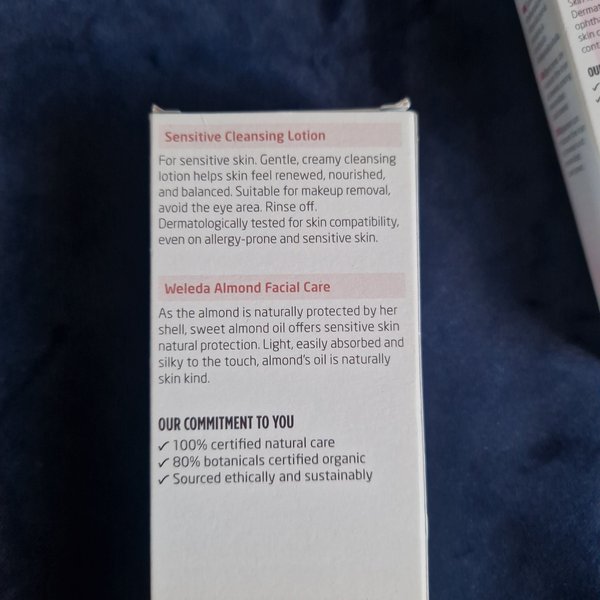 Sensitive Cleansing Lotion
For sensitive skin. Gentle, creamy cleansing
lotion helps skin feel renewed, nourished,
and balanced. Suitable for makeup removal,
avoid the eye area. Rinse off.
Dermatologically tested for skin compatibility,
even on allergy-prone and sensitive skin.
Weleda Almond Facial Care
As the almond is naturally protected by her
shell, sweet almond oil offers sensitive skin
natural protection. Light, easily absorbed and
silky to the touch, almond's oil is naturally
skin kind.
OUR COMMITMENT TO YOU
✓ 100% certified natural care
✓ 80% botanicals certified organic
✓ Sourced ethically and sustainably